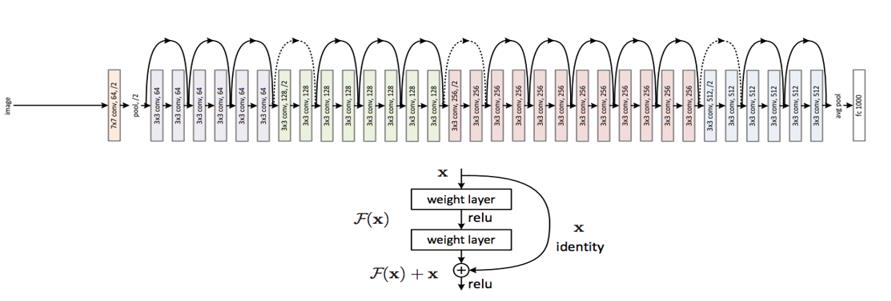 image
7x7 conv, 64, /2
pool, /2
3x3 conv, 64
3x3 conv, 64
3x3 conv, 64
3x3 conv, 64
3x3 conv, 64
3x3 conv, 64
3x3 conv, 128, /2
3x3 conv, 128
3x3 conv, 128
3x3 conv, 128
3x3 conv, 128
3x3 conv, 128
3x3 conv, 128
3x3 conv, 128
3x3 conv, 256, /2
3x3 conv, 256
3x3 conv, 256
3x3 conv, 256
3x3 conv, 256
3x3 conv, 256
3x3 conv, 256
3x3 conv, 256
3x3 conv, 256
3x3 conv, 256
3x3 conv, 256
3x3 conv, 256
3x3 conv, 512, /2
3x3 conv, 512
3x3 conv, 512
3x3 conv, 512
3x3 conv, 512
3x3 conv, 512
avg pool
fc 1000
x
weight layer
F(x)
relu
x
weight layer
identity
F(x) + x
+
relu